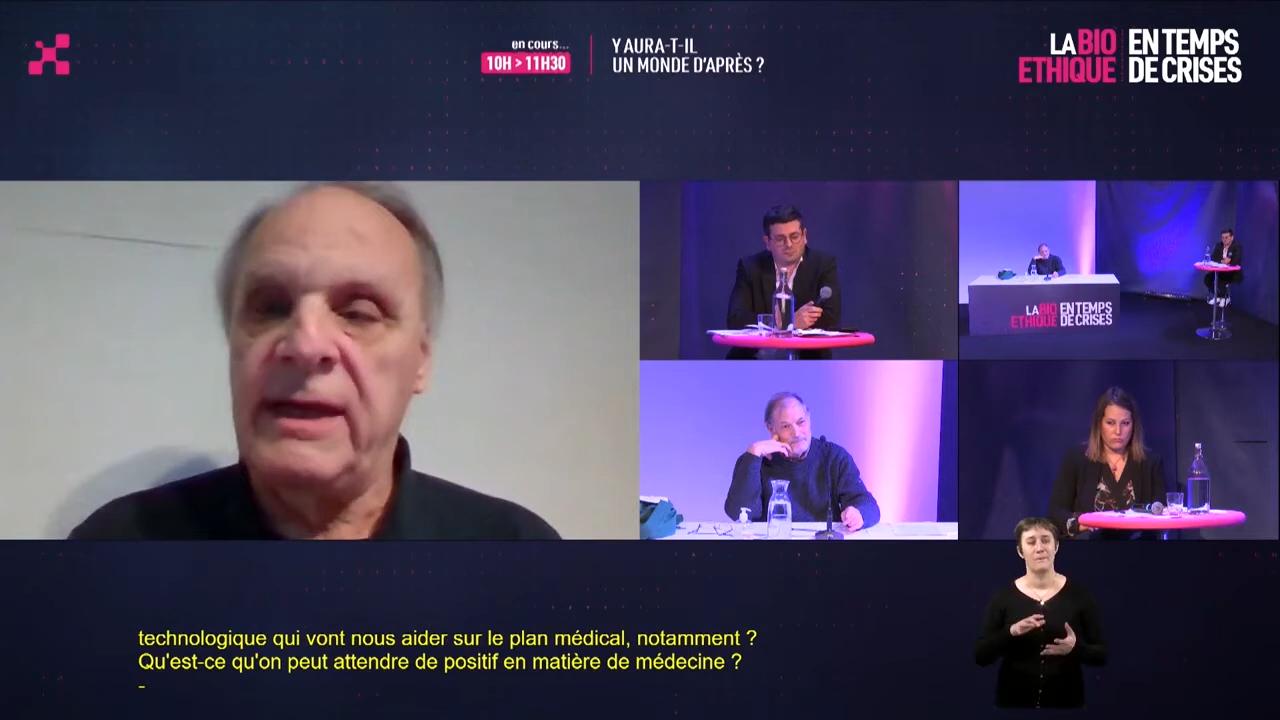 en cours...
10H > 11H30
Y AURA-T-IL
UN MONDE D'APRÈS ?
LA BIO
ETHIQUE
EN TEMPS
DE CRISES
LA BIO
ETHIQUE
EN TEMPS
DE CRISES
technologique qui vont nous aider sur le plan médical, notamment ?
Qu'est-ce qu'on peut attendre de positif en matière de médecine ?
-